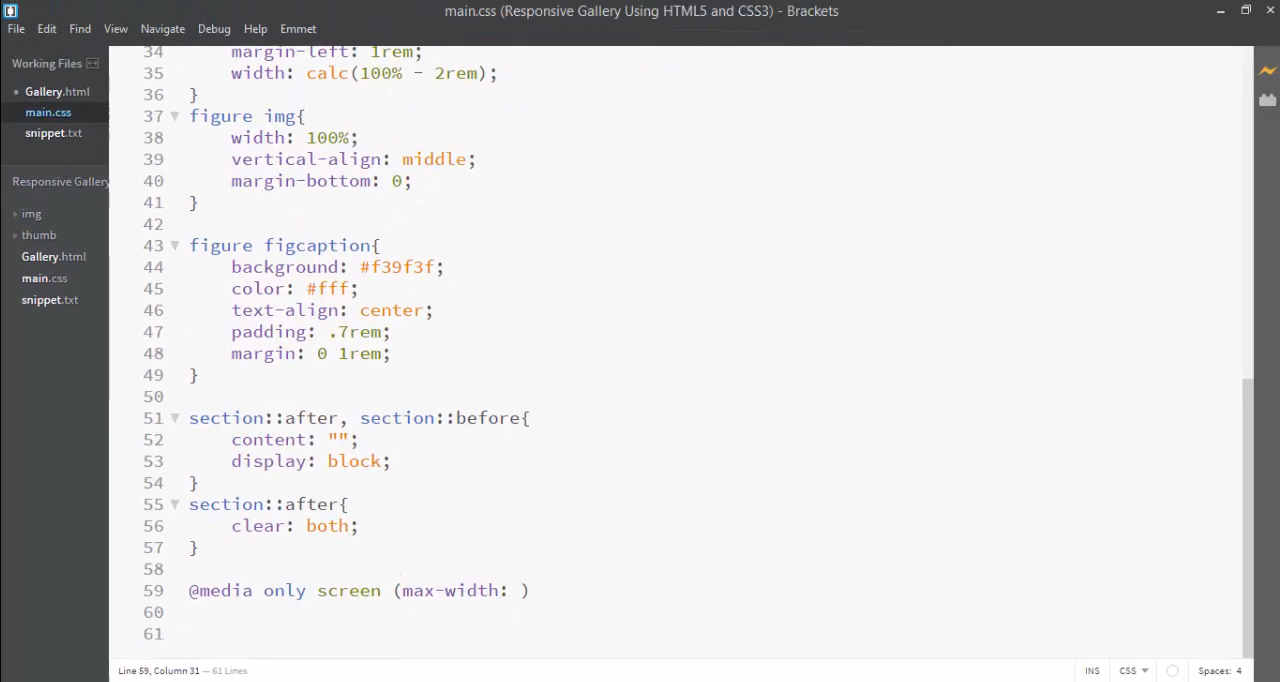 main.css (Responsive Gallery Using HTML5 and CSS3) - Brackets
File Edit Find View Navigate Debug Help Emmet
Working Files
Gallery.html
main.css
snippet.txt
Responsive Gallery
img
thumb
Gallery.html
main.css
snippet.txt
34 margin-left: 1rem;
35 width: calc(100% - 2rem);
36 }
37 figure img{
38 width: 100%;
39 vertical-align: middle;
40 margin-bottom: 0;
41 }
42
43 figure figcaption{
44 background: #f39f3f;
45 color: #fff;
46 text-align: center;
47 padding: .7rem;
48 margin: 0 1rem;
49 }
50
51 section::after, section::before{
52 content: "";
53 display: block;
54 }
55 section::after{
56 clear: both;
57 }
58
59 @media only screen (max-width: )
60
61
Line 59, Column 31 — 61 Lines
INS CSS Spaces: 4